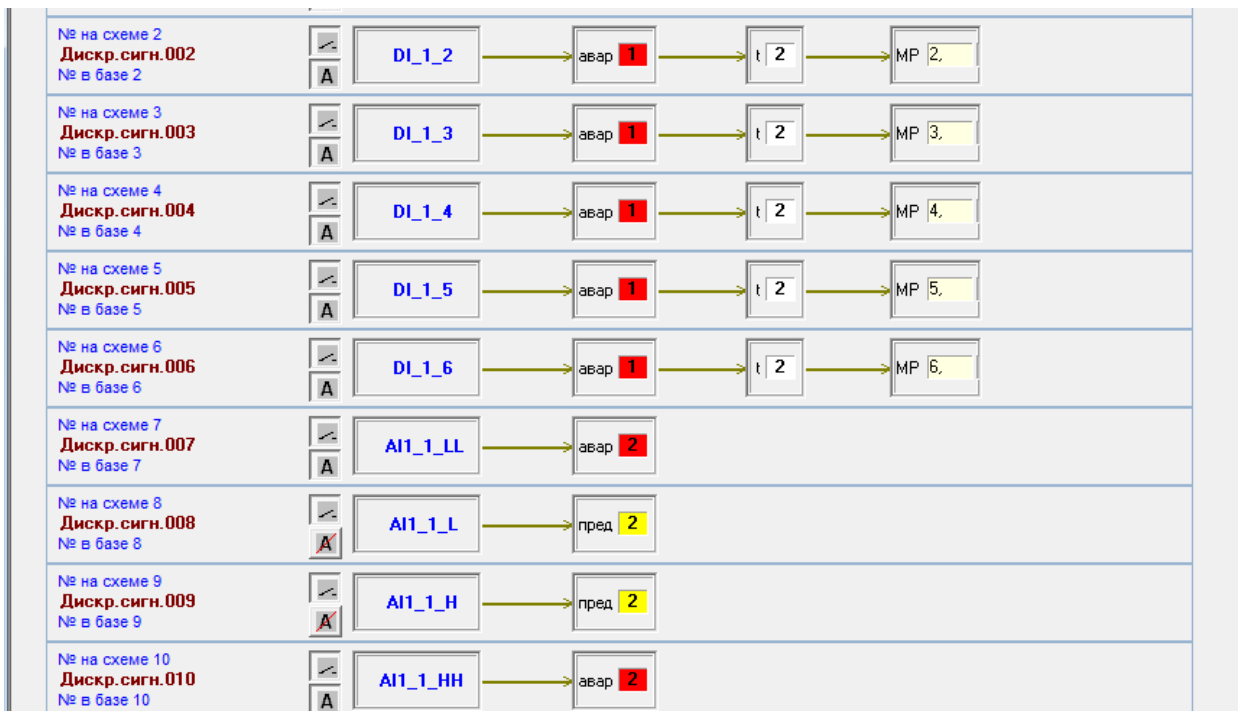 № на схеме 2
Дискр.сигн.002
№ в базе 2
A
DI_1_2
авар 1
t 2
МР 2,
№ на схеме 3
Дискр.сигн.003
№ в базе 3
A
DI_1_3
авар 1
t 2
МР 3,
№ на схеме 4
Дискр.сигн.004
№ в базе 4
A
DI_1_4
авар 1
t 2
МР 4,
№ на схеме 5
Дискр.сигн.005
№ в базе 5
A
DI_1_5
авар 1
t 2
МР 5,
№ на схеме 6
Дискр.сигн.006
№ в базе 6
A
DI_1_6
авар 1
t 2
МР 6,
№ на схеме 7
Дискр.сигн.007
№ в базе 7
A
AI1_1_LL
авар 2
№ на схеме 8
Дискр.сигн.008
№ в базе 8
A
AI1_1_L
пред 2
№ на схеме 9
Дискр.сигн.009
№ в базе 9
A
AI1_1_H
пред 2
№ на схеме 10
Дискр.сигн.010
№ в базе 10
A
AI1_1_HH
авар 2